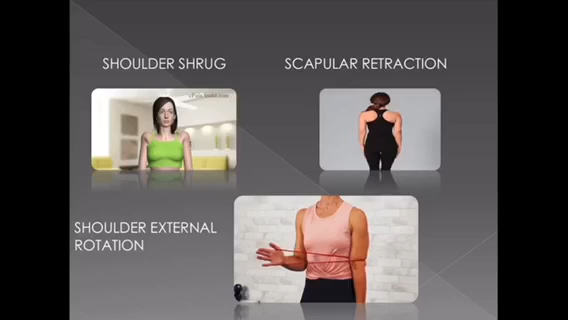 SHOULDER SHRUG
SCAPULAR RETRACTION
SHOULDER EXTERNAL
ROTATION